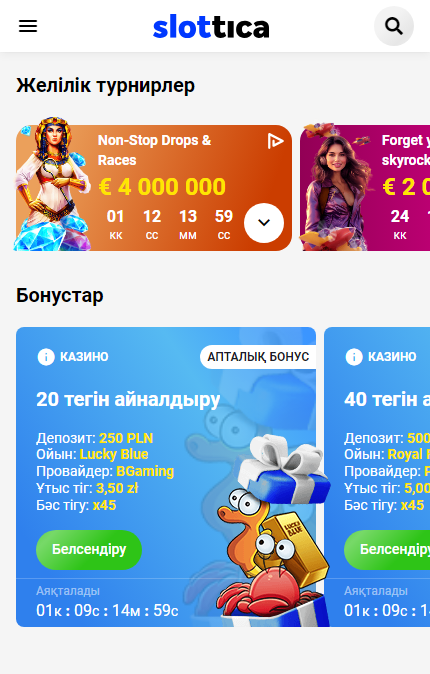 slottica
Желілік турнирлер
Non-Stop Drops &
Races
€ 4 000 000
01 12 13 59
КК СС ММ СС
Forget y
skyrock
€ 2 0
24
КК
Бонустар
КАЗИНО
АПТАЛЫҚ БОНУС
20 тегін айналдыру
Депозит: 250 PLN
Ойын: Lucky Blue
Провайдер: BGaming
Ұтыс тіг: 3,50 zł
Бәс тігу: x45
LUCKY
BLUE
Белсендіру
Аяқталады
01к : 09с : 14м : 59с
КАЗИНО
40 тегін а
Депозит: 500
Ойын: Royal
Провайдер:
Ұтыс тіг: 5,00
Бәс тігу: x45
Белсендіру
Аяқталады
01к : 09с : 1